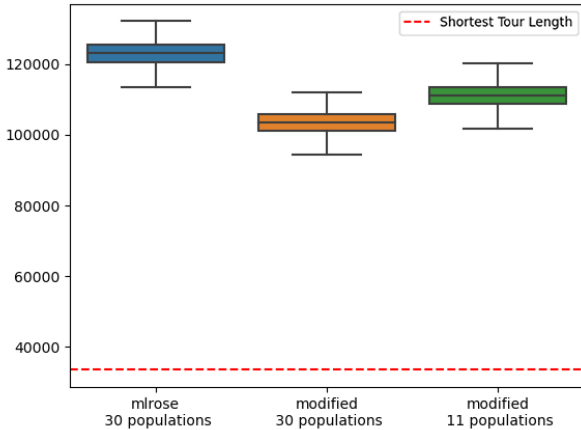 Shortest Tour Length
120000
100000
80000
60000
40000
mlrose
30 populations
modified
30 populations
modified
11 populations